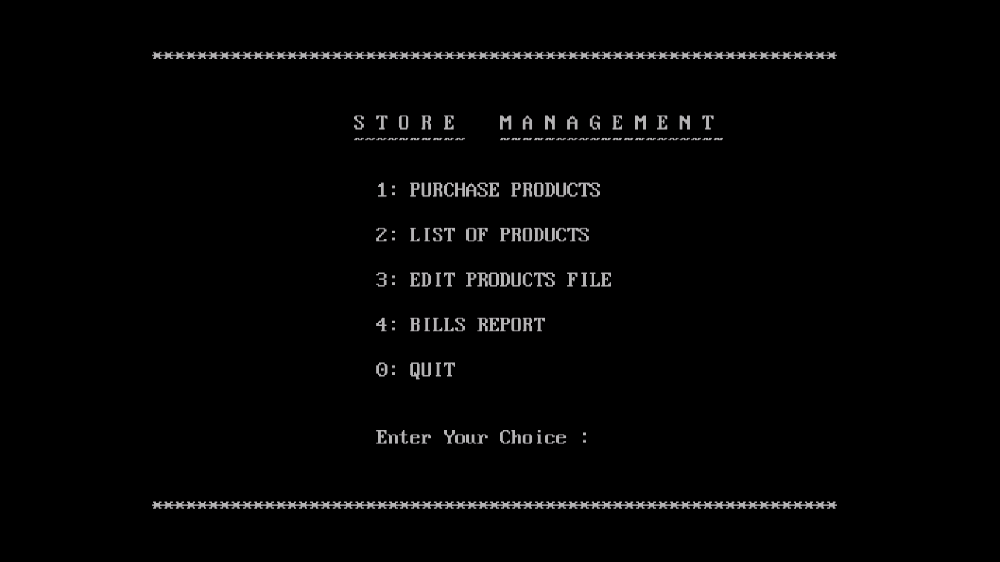 *************************************************************
S T O R E   M A N A G E M E N T
~~~~~~~~~~   ~~~~~~~~~~~~~~~~~~~~
1: PURCHASE PRODUCTS
2: LIST OF PRODUCTS
3: EDIT PRODUCTS FILE
4: BILLS REPORT
0: QUIT
Enter Your Choice :
*************************************************************